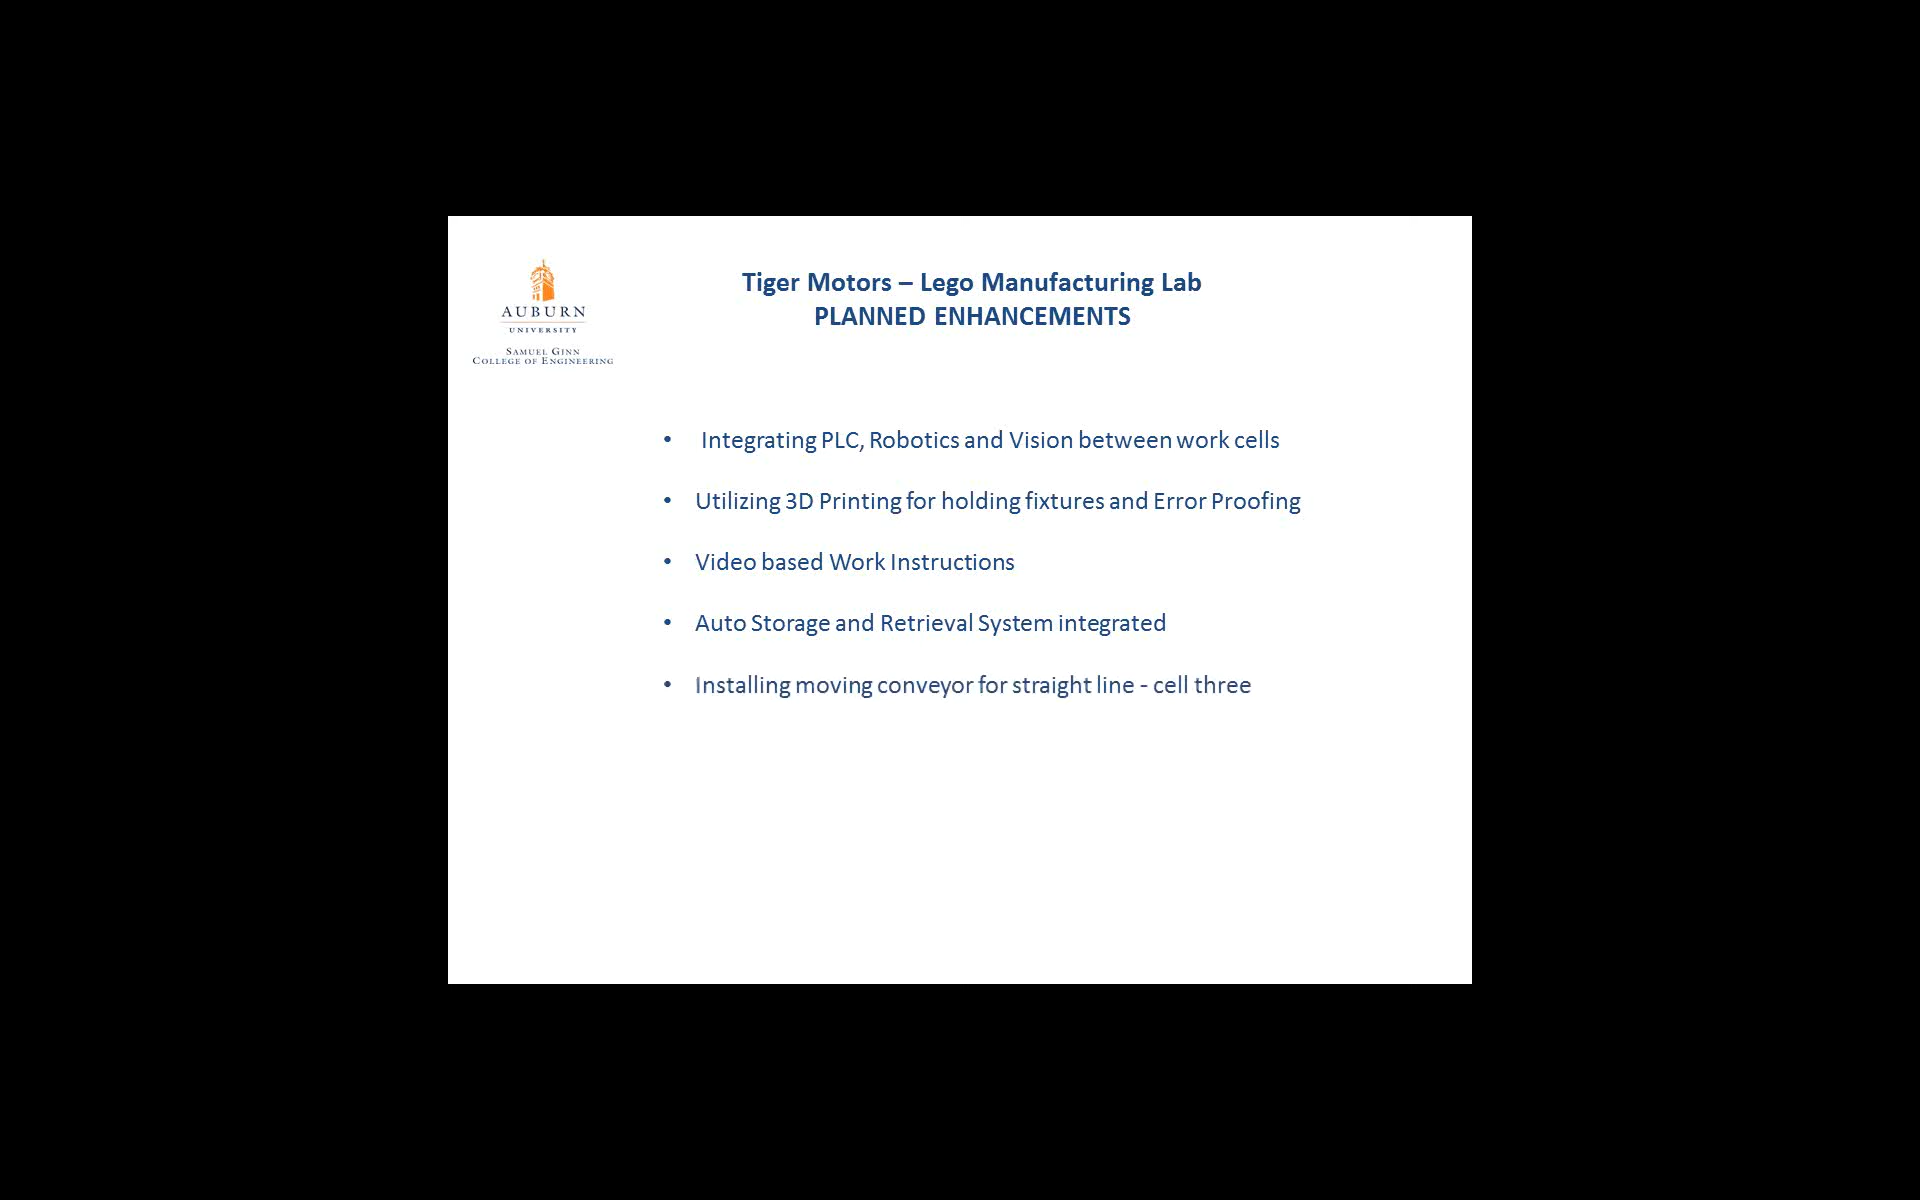 AUBURN
UNIVERSITY
SAMUEL GINN
COLLEGE OF ENGINEERING
Tiger Motors – Lego Manufacturing Lab
PLANNED ENHANCEMENTS
• Integrating PLC, Robotics and Vision between work cells
• Utilizing 3D Printing for holding fixtures and Error Proofing
• Video based Work Instructions
• Auto Storage and Retrieval System integrated
• Installing moving conveyor for straight line - cell three